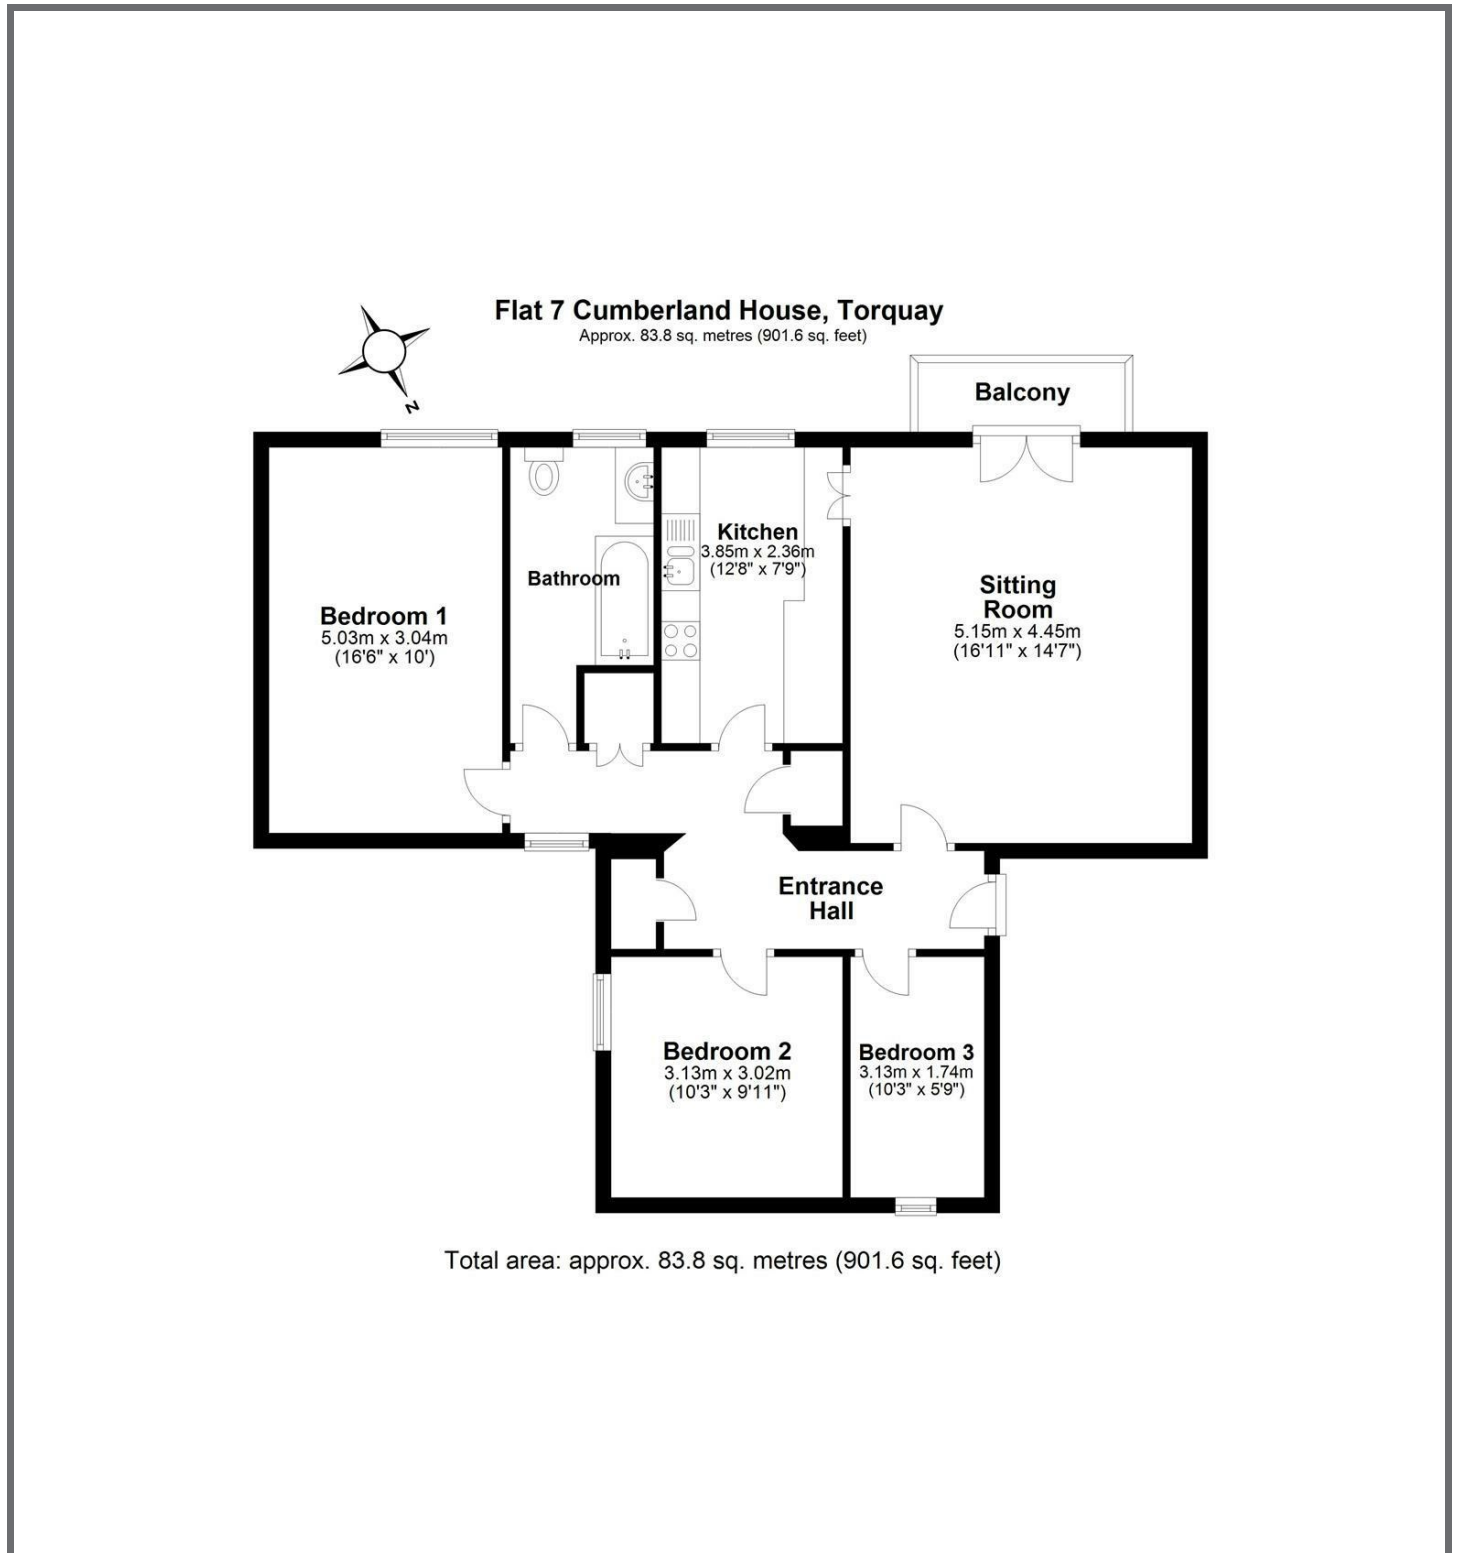 Flat 7 Cumberland House, Torquay
Approx. 83.8 sq. metres (901.6 sq. feet)
N
Balcony
Kitchen
3.85m x 2.36m
(12'8" x 7'9")
Bathroom
Bedroom 1
5.03m x 3.04m
(16'6" x 10')
Sitting
Room
5.15m x 4.45m
(16'11" x 14'7")
Entrance
Hall
Bedroom 2
3.13m x 3.02m
(10'3" x 9'11")
Bedroom 3
3.13m x 1.74m
(10'3" x 5'9")
Total area: approx. 83.8 sq. metres (901.6 sq. feet)